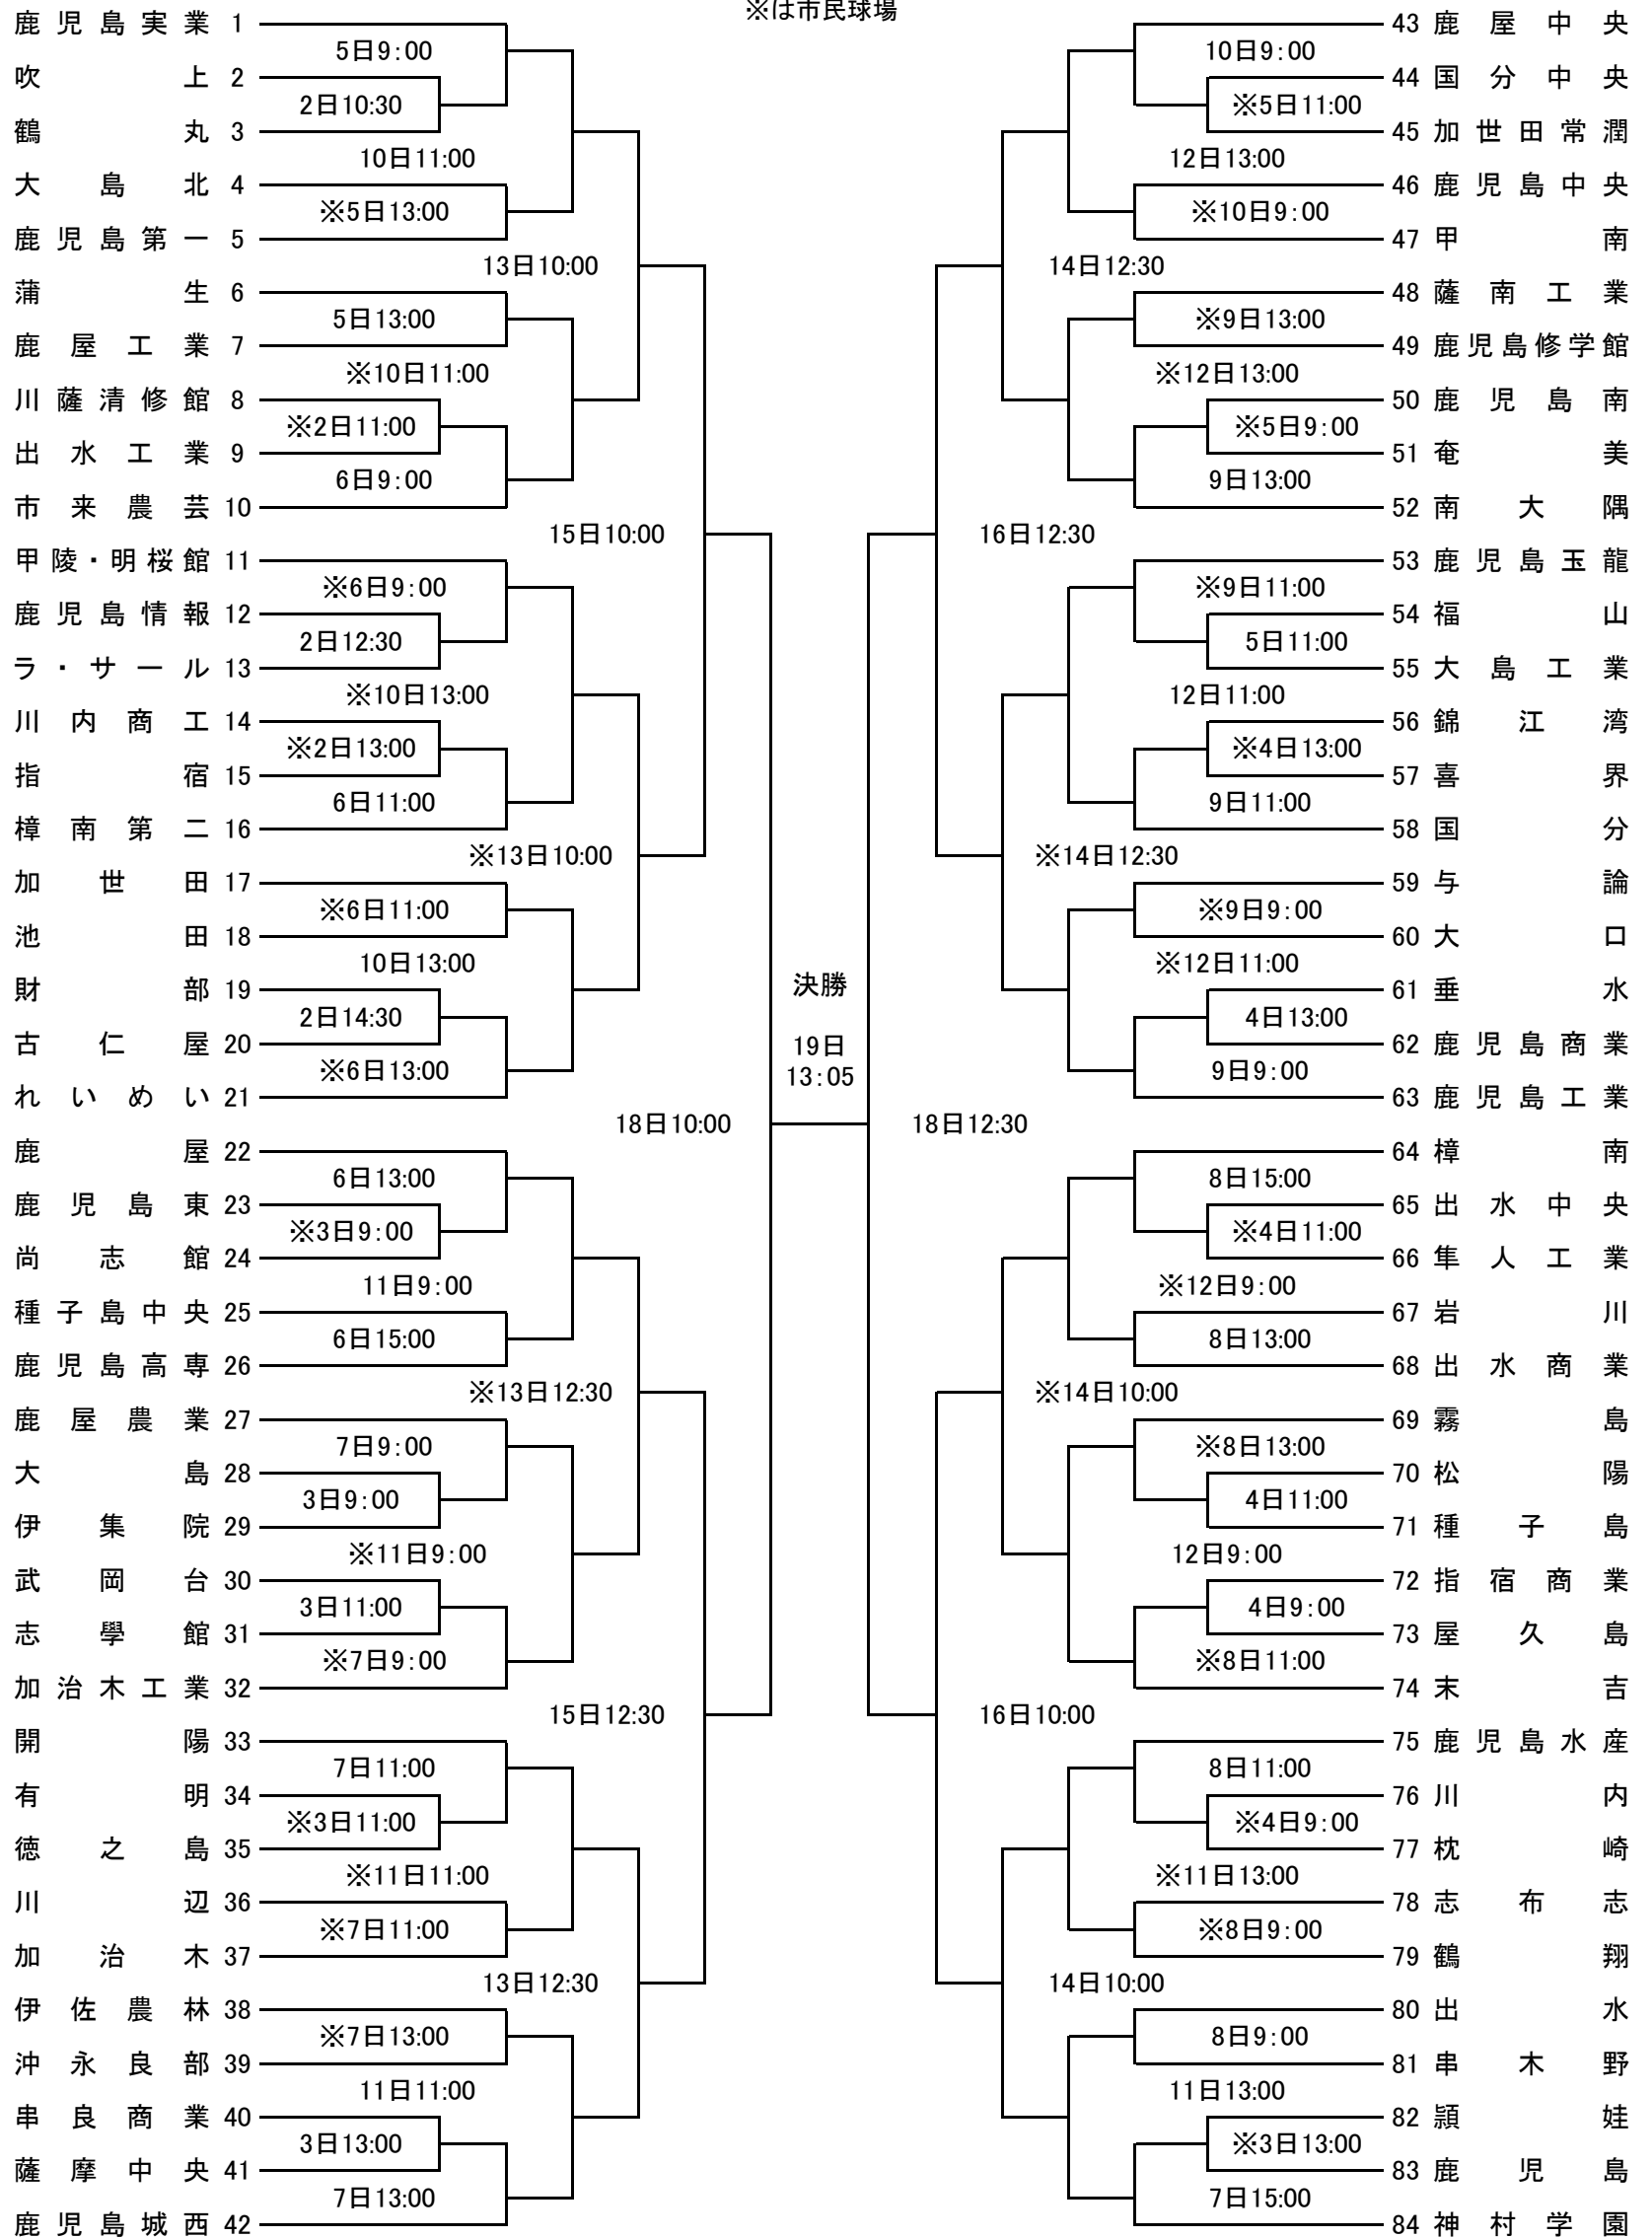 ※は市民球場
鹿児島実業 1
5日9:00
吹上 2
2日10:30
鶴丸 3
10日11:00
大島北 4
※5日13:00
鹿児島第一 5
13日10:00
蒲生 6
5日13:00
鹿屋工業 7
※10日11:00
川薩清修館 8
※2日11:00
出水工業 9
6日9:00
市来農芸 10
15日10:00
甲陵・明桜館 11
※6日9:00
鹿児島情報 12
2日12:30
ラ・サール 13
※10日13:00
川内商工 14
※2日13:00
指宿 15
6日11:00
樟南第二 16
※13日10:00
加世田 17
※6日11:00
池田 18
10日13:00
財部 19
2日14:30
古仁屋 20
※6日13:00
れいめい 21
18日10:00
鹿屋 22
6日13:00
鹿児島東 23
※3日9:00
尚志館 24
11日9:00
種子島中央 25
6日15:00
鹿児島高専 26
※13日12:30
鹿屋農業 27
7日9:00
大島 28
3日9:00
伊集院 29
※11日9:00
武岡台 30
3日11:00
志學館 31
※7日9:00
加治木工業 32
15日12:30
開陽 33
7日11:00
有明 34
※3日11:00
徳之島 35
※11日11:00
川辺 36
※7日11:00
加治木 37
13日12:30
伊佐農林 38
※7日13:00
沖永良部 39
11日11:00
串良商業 40
3日13:00
薩摩中央 41
7日13:00
鹿児島城西 42
決勝
19日
13:05
43 鹿屋中央
10日9:00
44 国分中央
※5日11:00
45 加世田常潤
12日13:00
46 鹿児島中央
※10日9:00
47 甲南
14日12:30
48 薩南工業
※9日13:00
49 鹿児島修学館
※12日13:00
50 鹿児島南
※5日9:00
51 奄美
9日13:00
52 南大隅
16日12:30
53 鹿児島玉龍
※9日11:00
54 福山
5日11:00
55 大島工業
12日11:00
56 錦江湾
※4日13:00
57 喜界
9日11:00
58 国分
※14日12:30
59 与論
※9日9:00
60 大口
※12日11:00
61 垂水
4日13:00
62 鹿児島商業
9日9:00
63 鹿児島工業
18日12:30
64 樟南
8日15:00
65 出水中央
※4日11:00
66 隼人工業
※12日9:00
67 岩川
8日13:00
68 出水商業
※14日10:00
69 霧島
※8日13:00
70 松陽
4日11:00
71 種子島
12日9:00
72 指宿商業
4日9:00
73 屋久島
※8日11:00
74 末吉
16日10:00
75 鹿児島水産
8日11:00
76 川内
※4日9:00
77 枕崎
※11日13:00
78 志布志
※8日9:00
79 鶴翔
14日10:00
80 出水
8日9:00
81 串木野
11日13:00
82 頴娃
※3日13:00
83 鹿児島
7日15:00
84 神村学園